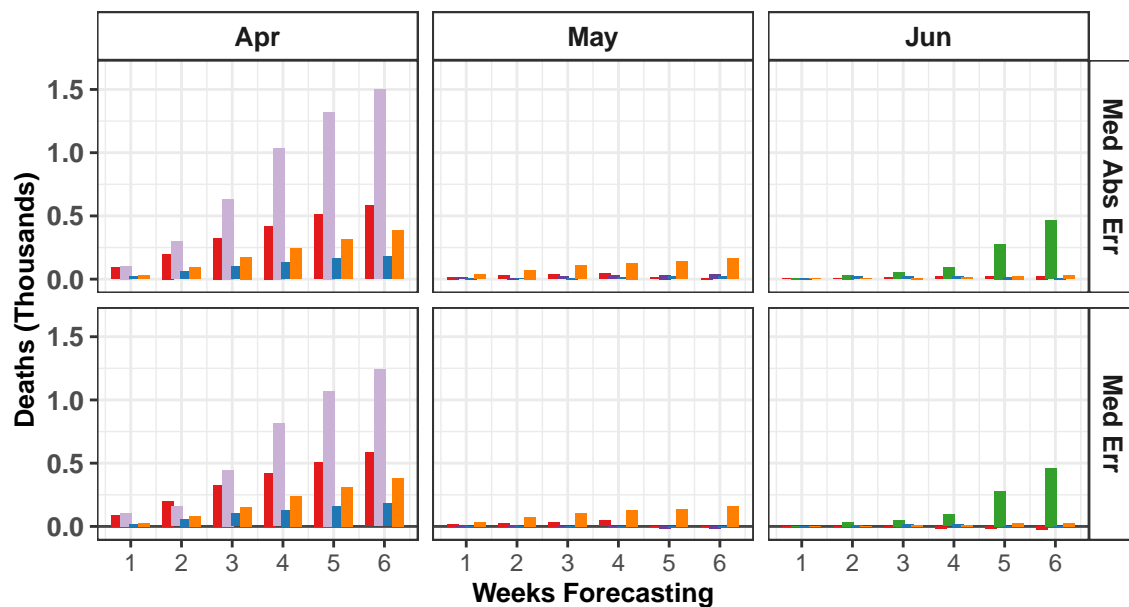 Apr May Jun
1.5
1.0
0.5
0.0
Med Abs Err
1.5
1.0
0.5
0.0
Med Err
Deaths (Thousands)
1 2 3 4 5 6 1 2 3 4 5 6 1 2 3 4 5 6
Weeks Forecasting